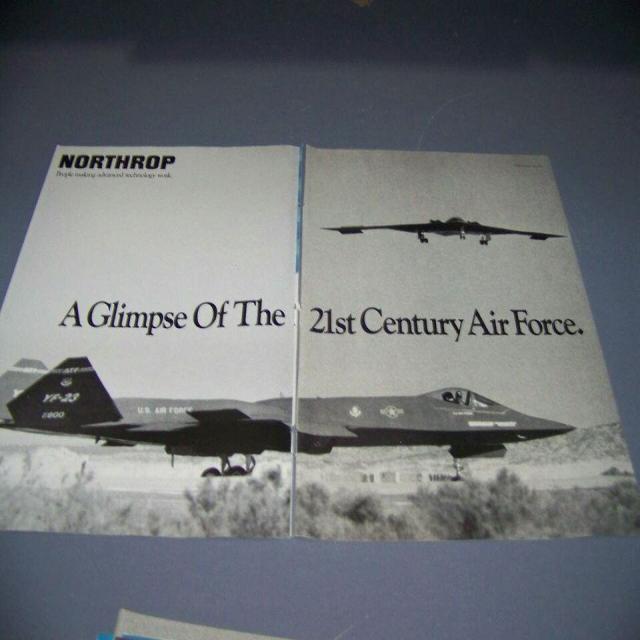 NORTHROP
People making advanced technology work.
A Glimpse Of The 21st Century Air Force.
YF-23
U.S. AIR FORCE